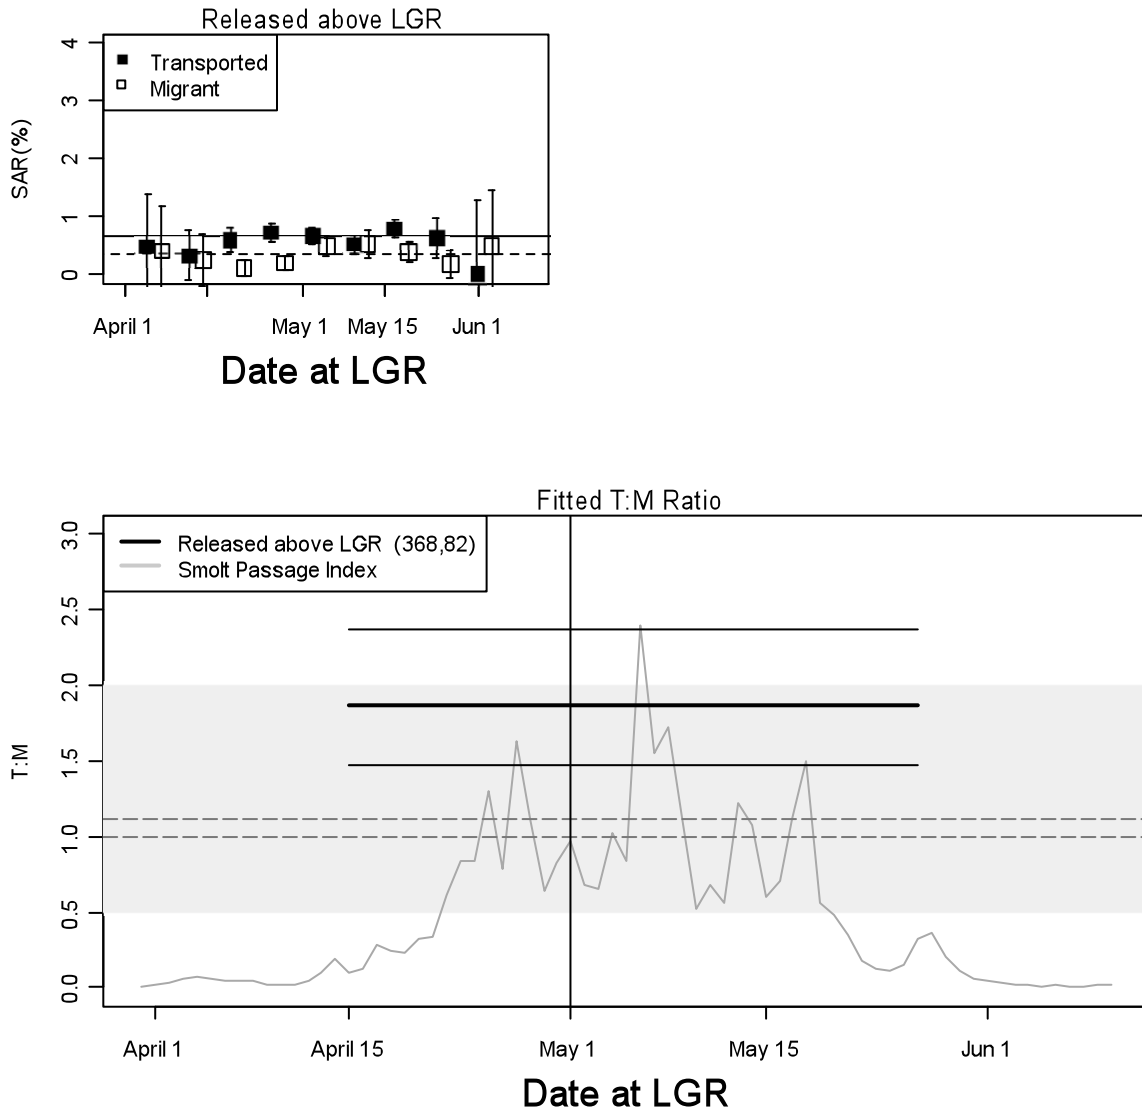 Released above LGR
4
3
2
1
0
SAR(%)
Transported
Migrant
April 1
May 1
May 15
Jun 1
Date at LGR
Fitted T:M Ratio
3.0
2.5
2.0
1.5
1.0
0.5
0.0
T:M
Released above LGR (368,82)
Smolt Passage Index
April 1
April 15
May 1
May 15
Jun 1
Date at LGR